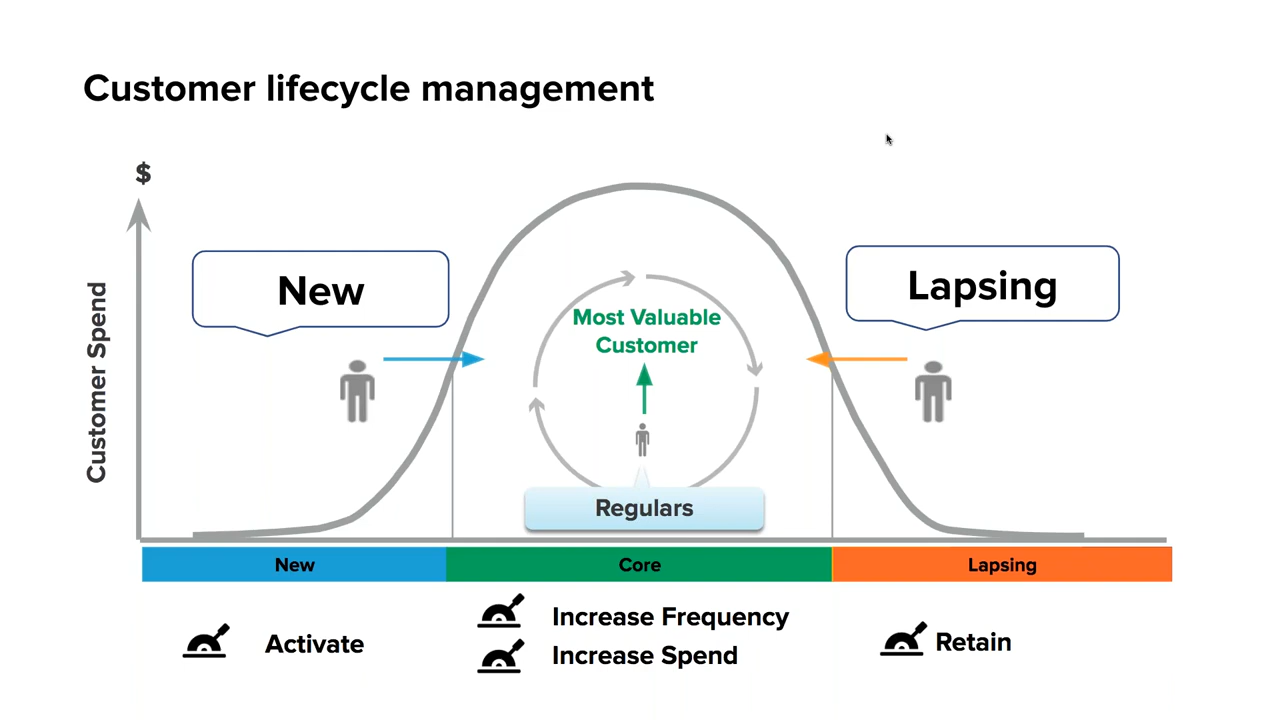 Customer lifecycle management
$
Customer Spend
New
Lapsing
Most Valuable
Customer
Regulars
New
Core
Lapsing
Activate
Increase Frequency
Increase Spend
Retain